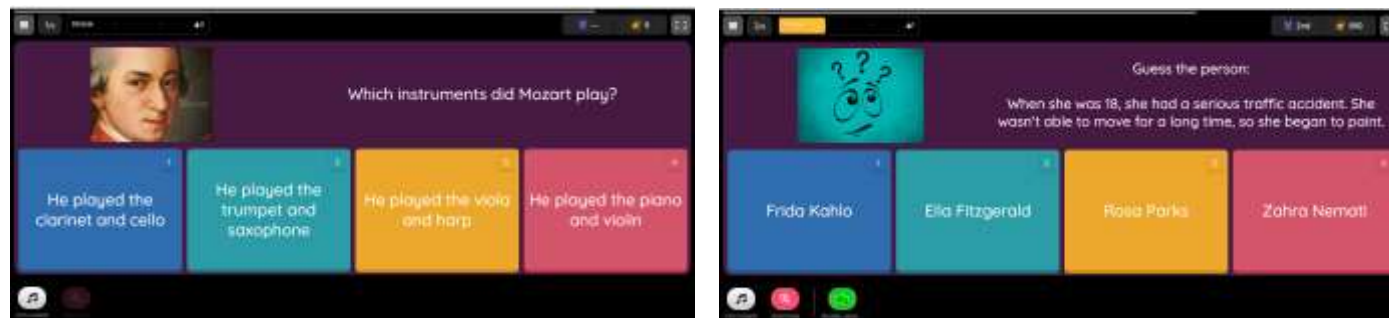 Which instruments did Mozart play?
He played the
clarinet and cello
He played the
trumpet and
saxophone
He played the viola
and harp
He played the piano
and violin
Guess the person:
When she was 18, she had a serious traffic accident. She
wasn't able to move for a long time, so she began to paint.
Frida Kahlo
Ella Fitzgerald
Rosa Parks
Zahra Nemati